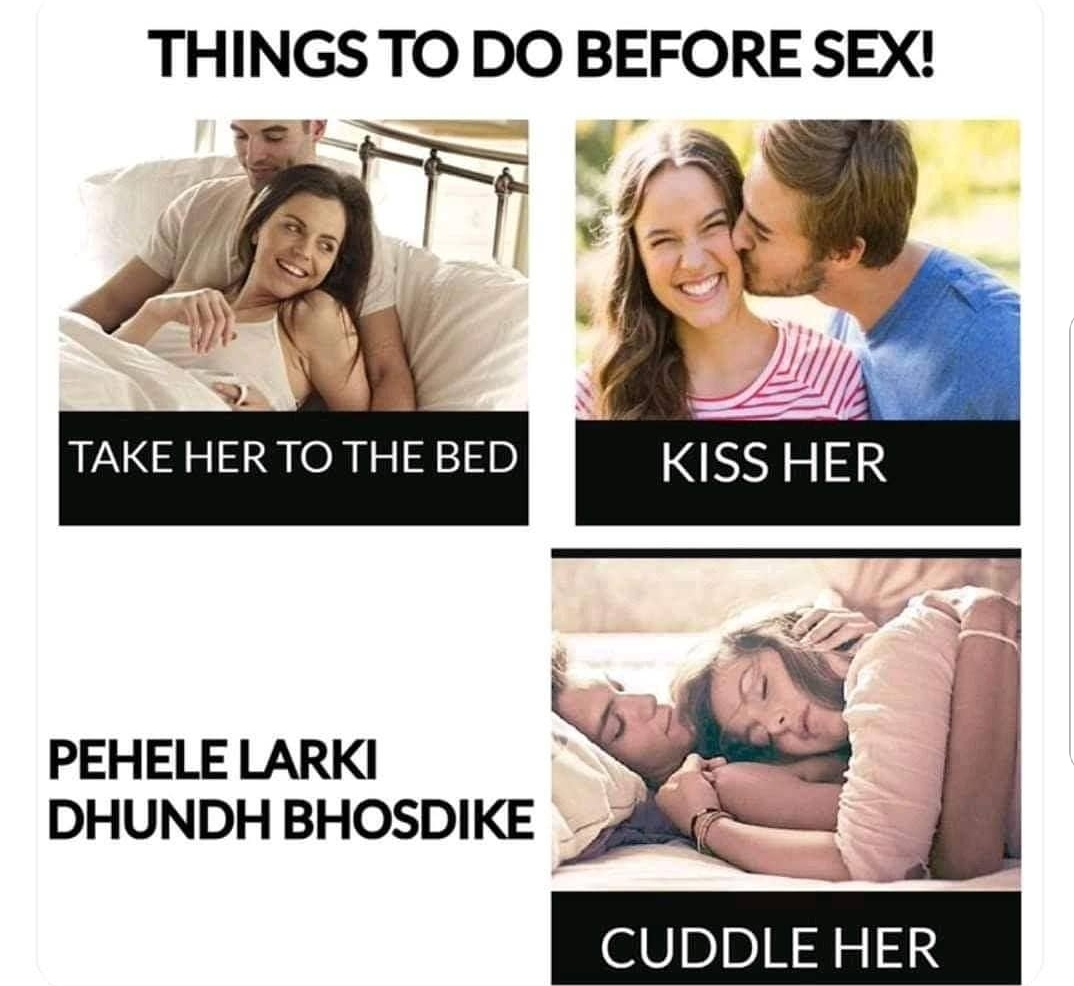 THINGS TO DO BEFORE SEX!
TAKE HER TO THE BED
KISS HER
PEHELE LARKI
DHUNDH BHOSDIKE
CUDDLE HER